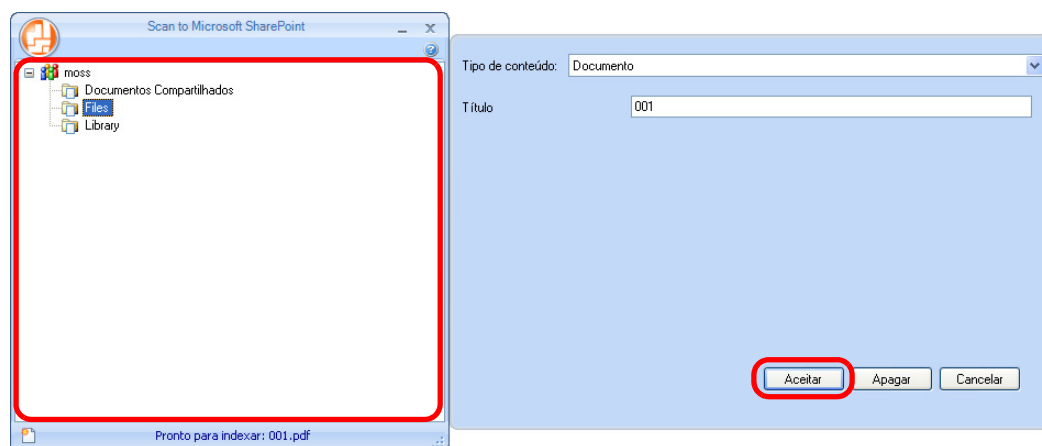 Scan to Microsoft SharePoint
moss
Documentos Compartilhados
Files
Library
Pronto para indexar: 001.pdf
Tipo de conteúdo: Documento
Título 001
Aceitar Apagar Cancelar